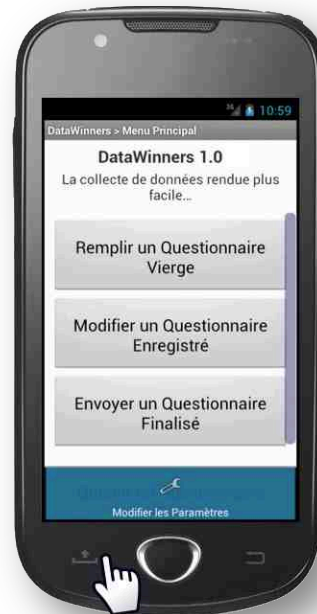 10:59
DataWinners > Menu Principal
DataWinners 1.0
La collecte de données rendue plus
facile...
Remplir un Questionnaire
Vierge
Modifier un Questionnaire
Enregistré
Envoyer un Questionnaire
Finalisé
Modifier les Paramètres